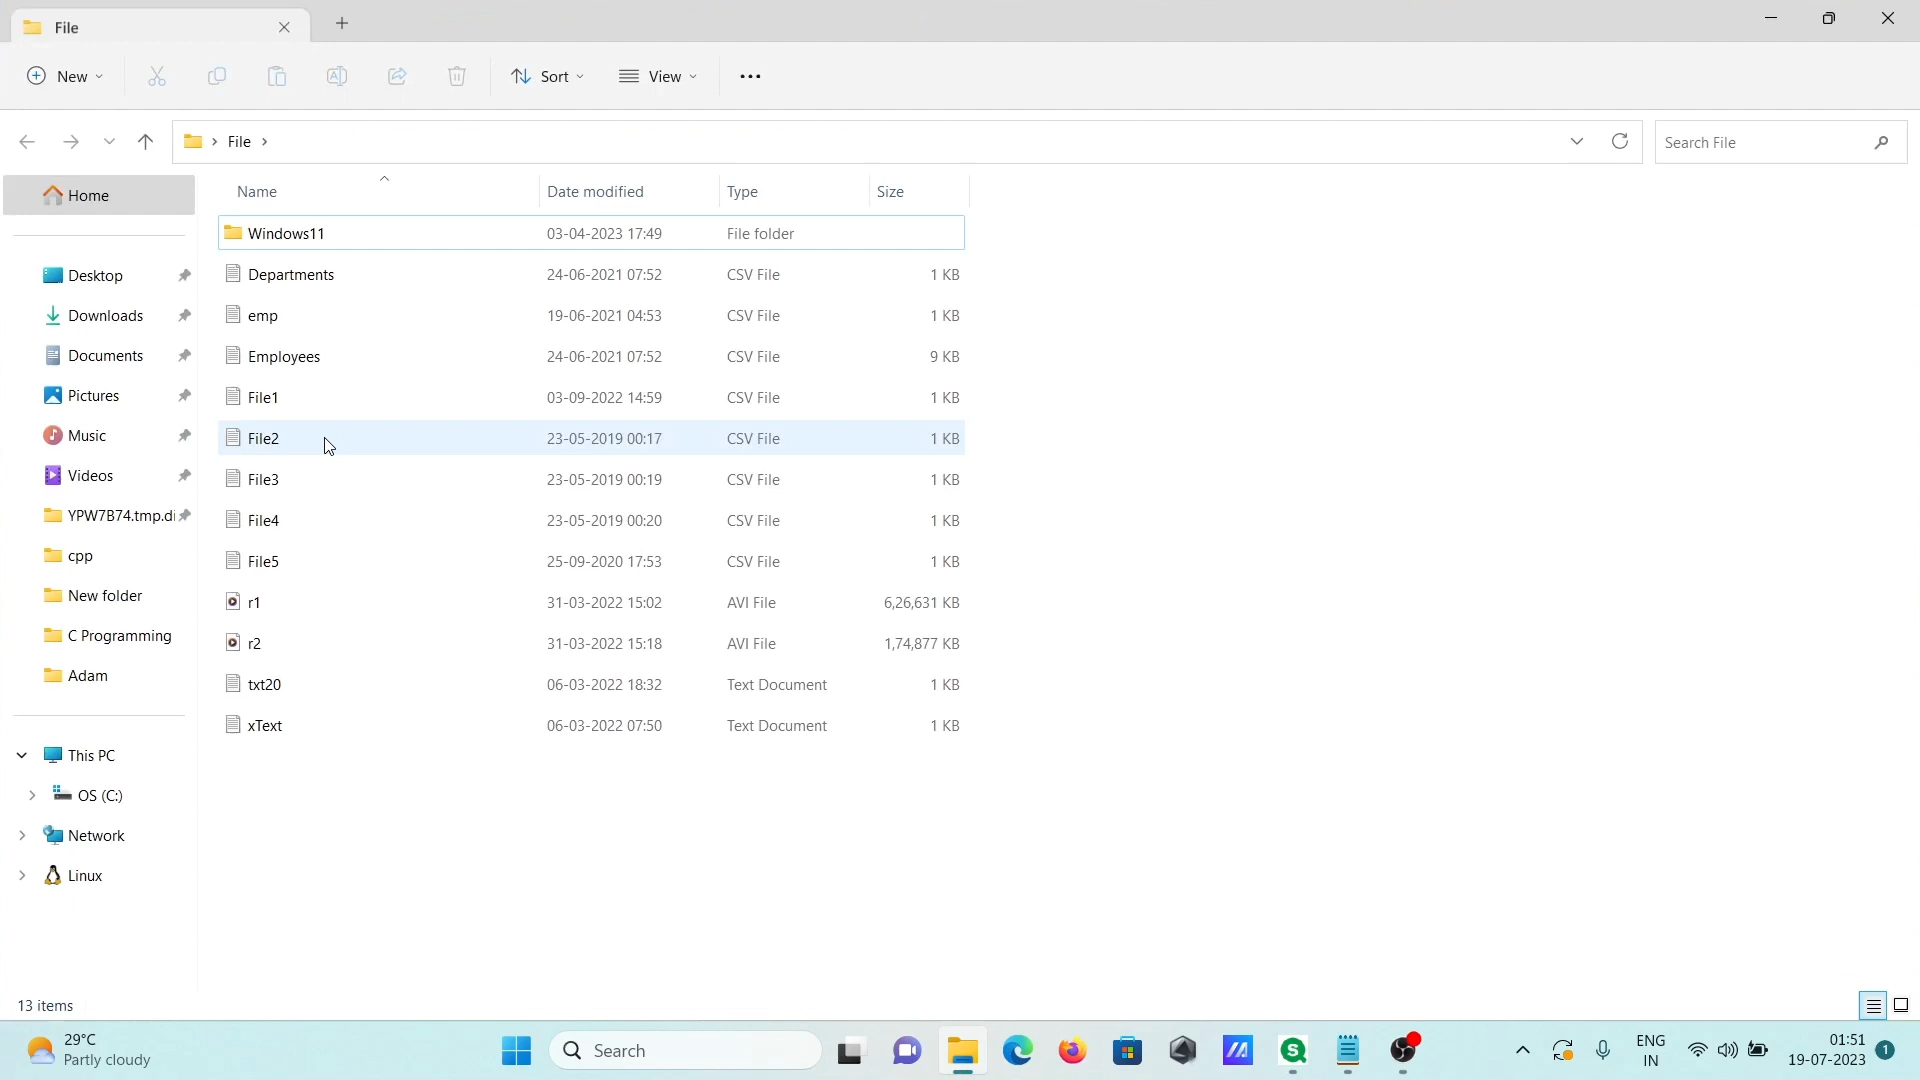 File
New
Sort
View
File
Search File
Name Date modified Type Size
Home
Desktop
Downloads
Documents
Pictures
Music
Videos
YPW7B74.tmp.di
cpp
New folder
C Programming
Adam
This PC
OS (C:)
Network
Linux
Windows11 03-04-2023 17:49 File folder
Departments 24-06-2021 07:52 CSV File 1 KB
emp 19-06-2021 04:53 CSV File 1 KB
Employees 24-06-2021 07:52 CSV File 9 KB
File1 03-09-2022 14:59 CSV File 1 KB
File2 23-05-2019 00:17 CSV File 1 KB
File3 23-05-2019 00:19 CSV File 1 KB
File4 23-05-2019 00:20 CSV File 1 KB
File5 25-09-2020 17:53 CSV File 1 KB
r1 31-03-2022 15:02 AVI File 6,26,631 KB
r2 31-03-2022 15:18 AVI File 1,74,877 KB
txt20 06-03-2022 18:32 Text Document 1 KB
xText 06-03-2022 07:50 Text Document 1 KB
13 items
29°C
Partly cloudy
Search
ENG
IN
01:51
19-07-2023
1